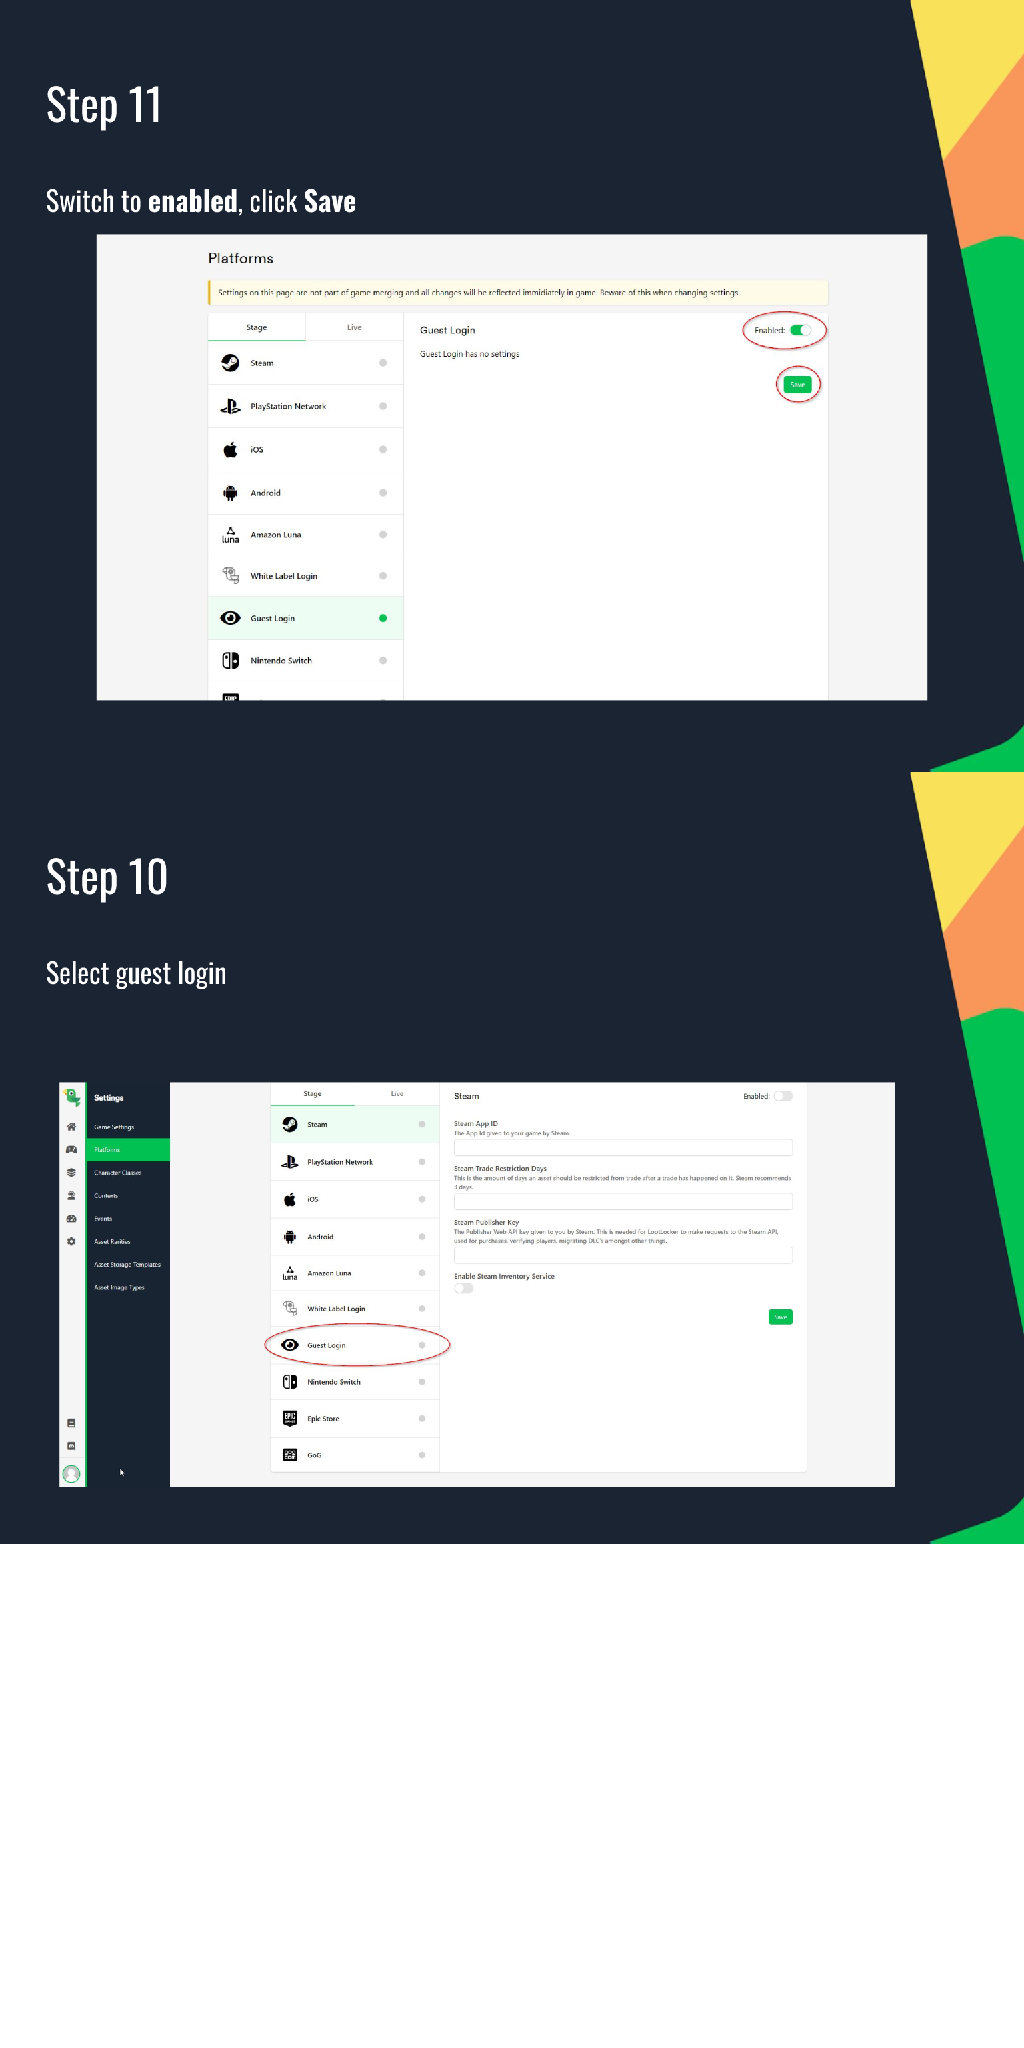 Step 11
Switch to enabled, click Save
Platforms
Settings on this page are not part of game merging and all changes will be reflected immidiately in game. Beware of this when changing settings.
Stage
Live
Steam
PlayStation Network
iOS
Android
luna
Amazon Luna
White Label Login
Guest Login
Nintendo Switch
EPIC
Guest Login
Enabled:
Guest Login has no settings
Save
Step 10
Select guest login
Settings
Game Settings
Platforms
Character Classes
Contexts
Events
Asset Rarities
Asset Storage Templates
Asset Image Types
Stage
Live
Steam
PlayStation Network
iOS
Android
luna
Amazon Luna
White Label Login
Guest Login
Nintendo Switch
EPIC
Epic Store
GoG
Steam
Enabled:
Steam App ID
The App Id given to your game by Steam.
Steam Trade Restriction Days
This is the amount of days an asset should be restricted from trade after a trade has happened on it. Steam recommends
Steam Publisher Key
The Publisher Web API key given to you by Steam. This is needed for LootLocker to make requests to the Steam API,
used for purchases, verifying players, migrating DLC's amongst other things.
Enable Steam Inventory Service
Save